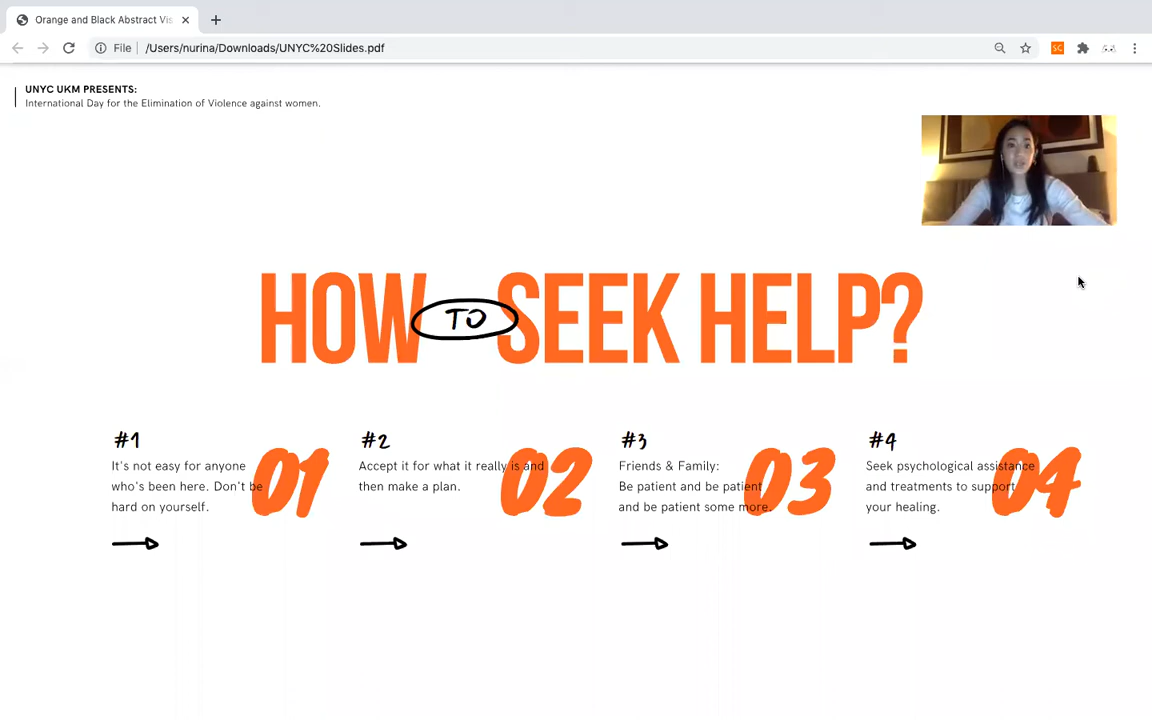 Orange and Black Abstract Vis
File
/Users/nurina/Downloads/UNYC%20Slides.pdf
SC
UNYC UKM PRESENTS:
International Day for the Elimination of Violence against women.
HOW TO SEEK HELP?
#1
01
It's not easy for anyone
who's been here. Don't be
hard on yourself.
#2
02
Accept it for what it really is and
then make a plan.
#3
03
Friends & Family:
Be patient and be patient
and be patient some more.
#4
04
Seek psychological assistance
and treatments to support
your healing.